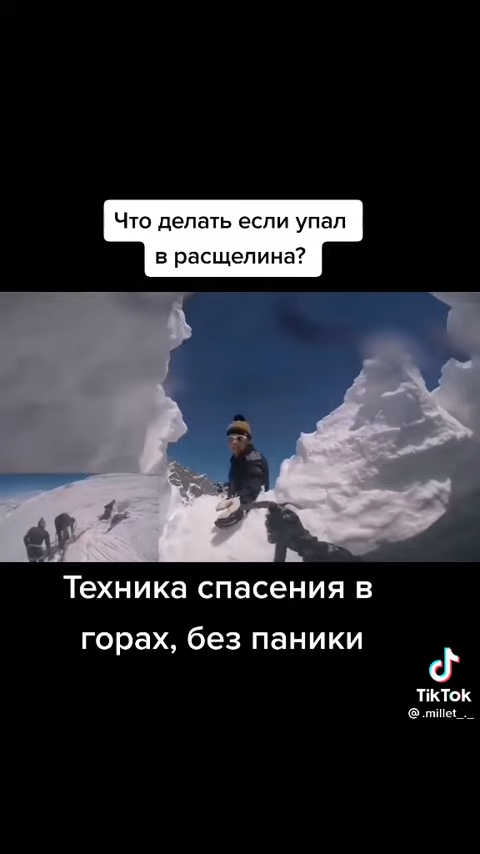 Что делать если упал
в расщелина?
Техника спасения в
горах, без паники
TikTok
@.millet_._